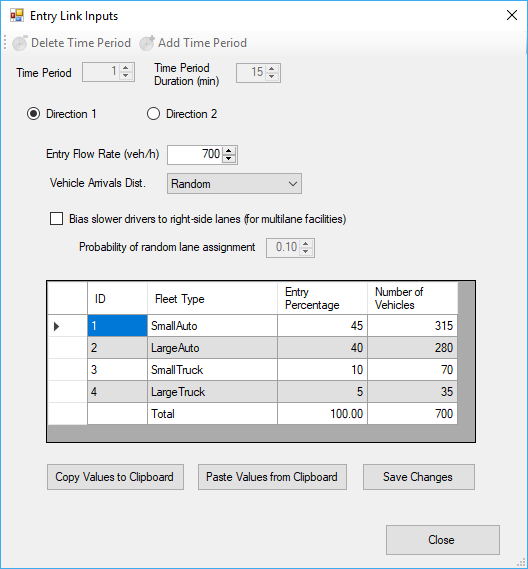 Entry Link Inputs
Delete Time Period Add Time Period
Time Period 1 Time Period Duration (min) 15
Direction 1 Direction 2
Entry Flow Rate (veh/h) 700
Vehicle Arrivals Dist. Random
Bias slower drivers to right-side lanes (for multilane facilities)
Probability of random lane assignment 0.10
ID Fleet Type Entry Percentage Number of Vehicles
1 SmallAuto 45 315
2 LargeAuto 40 280
3 SmallTruck 10 70
4 LargeTruck 5 35
Total 100.00 700
Copy Values to Clipboard Paste Values from Clipboard Save Changes
Close